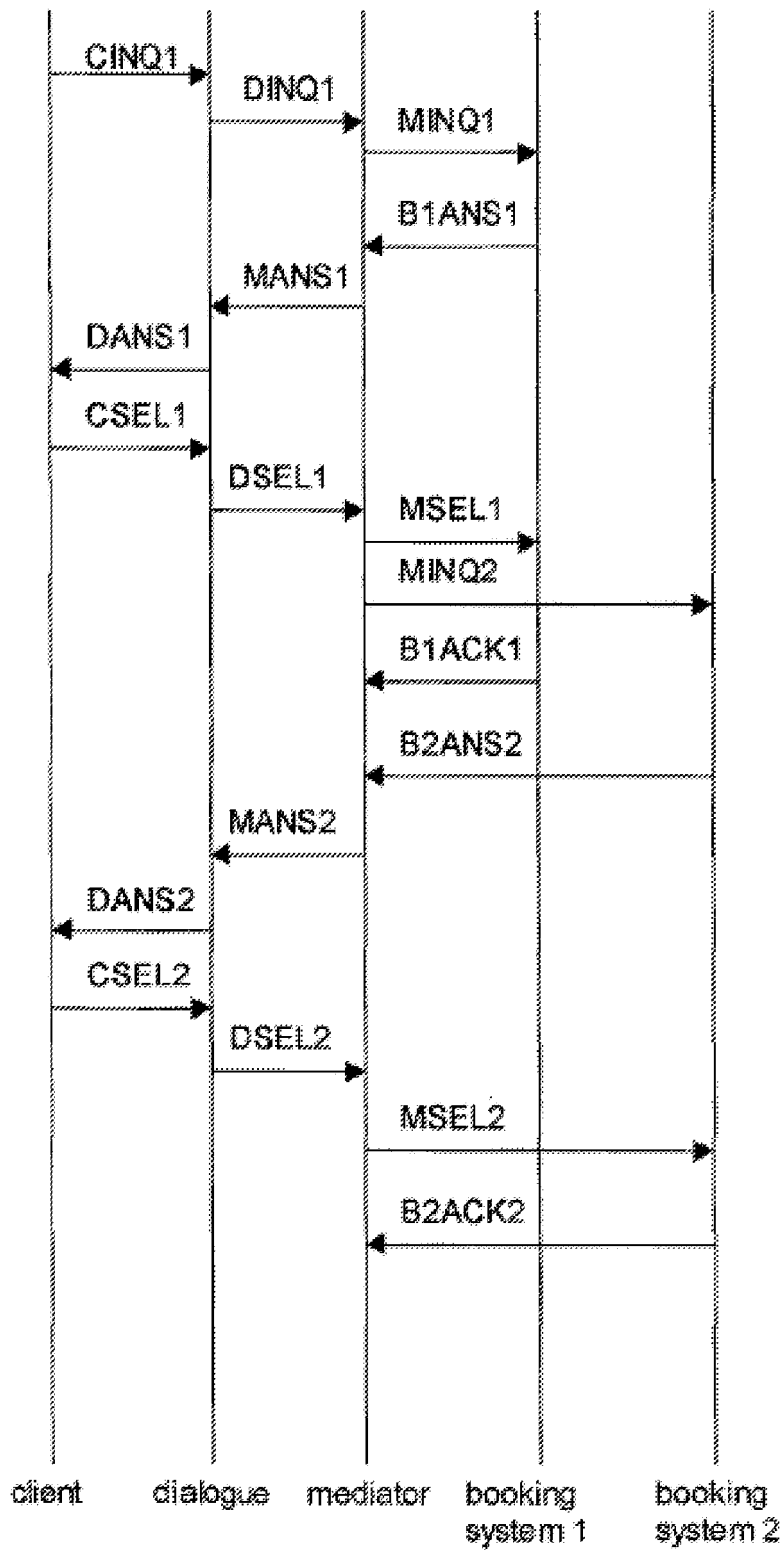 CINQ1
DINQ1
MINQ1
B1ANS1
MANS1
DANS1
CSEL1
DSEL1
MSEL1
MINQ2
B1ACK1
B2ANS2
MANS2
DANS2
CSEL2
DSEL2
MSEL2
B2ACK2
client
dialogue
mediator
booking
system 1
booking
system 2